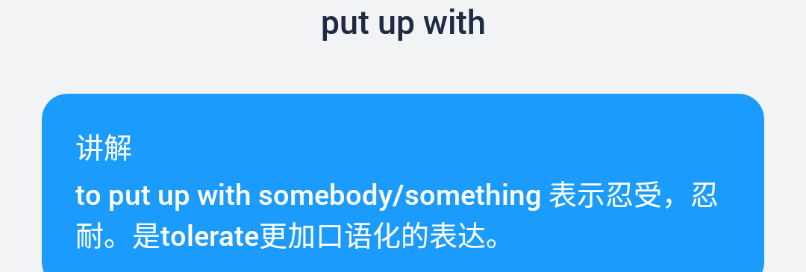 put up with
讲解
to put up with somebody/something 表示忍受，忍
耐。是tolerate更加口语化的表达。